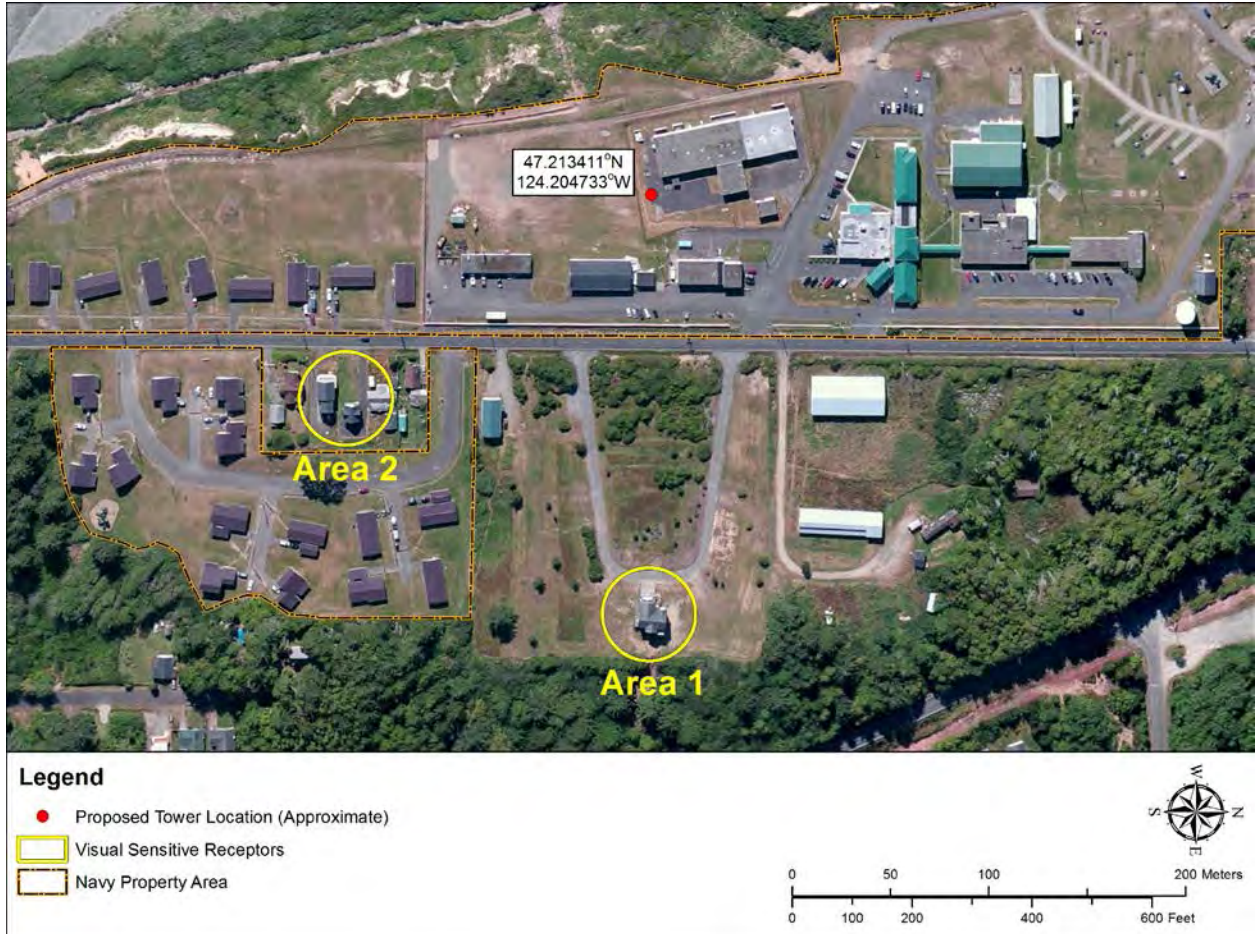 47.213411°N
124.204733°W
Area 2
Area 1
Legend
Proposed Tower Location (Approximate)
Visual Sensitive Receptors
Navy Property Area
W
S N
E
0 50 100 200 Meters
0 100 200 400 600 Feet